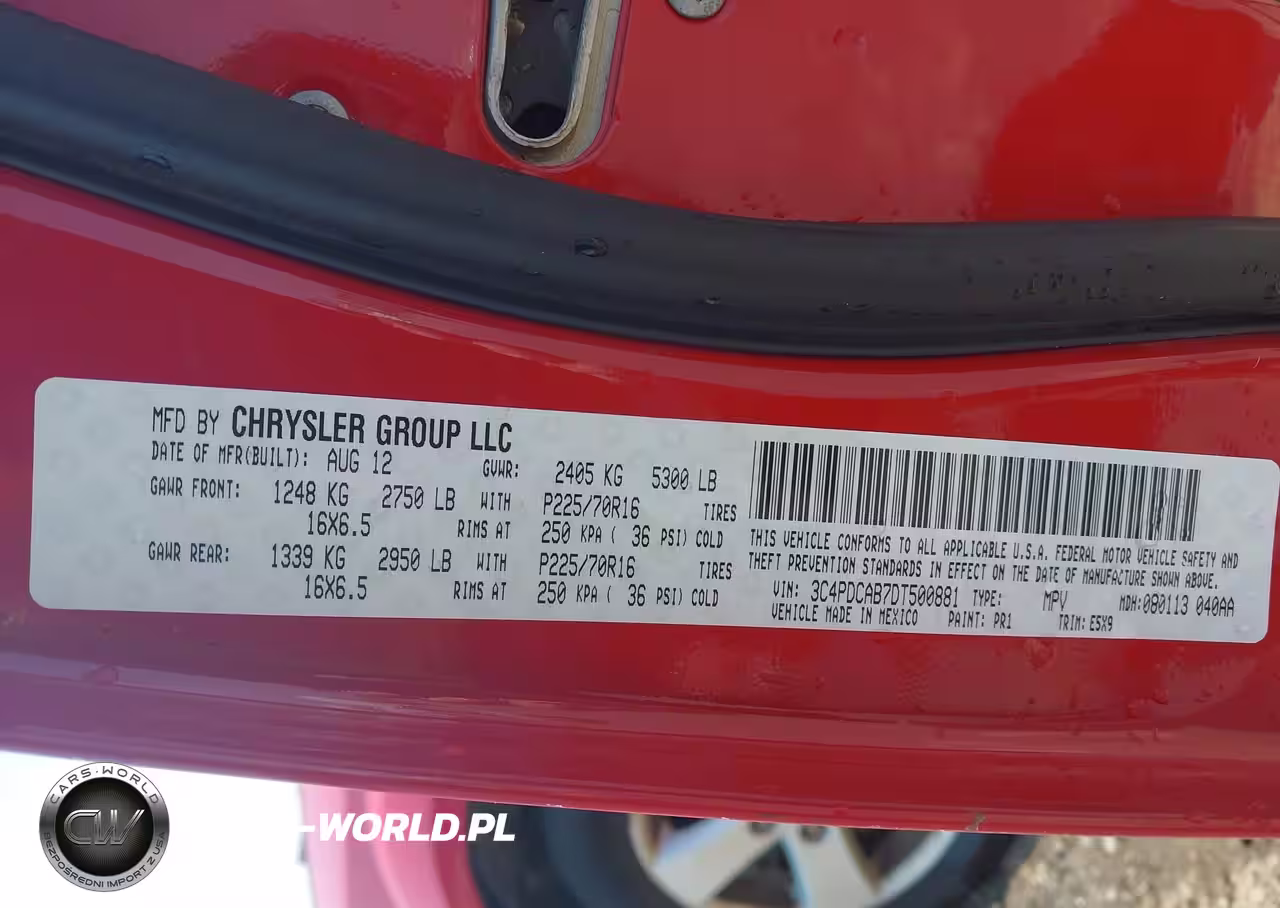 MFD BY CHRYSLER GROUP LLC
DATE OF MFR(BUILT): AUG 12 GVWR: 2405 KG 5300 LB
GAWR FRONT: 1248 KG 2750 LB WITH P225/70R16 TIRES
16X6.5 RIMS AT 250 KPA ( 36 PSI) COLD
GAWR REAR: 1339 KG 2950 LB WITH P225/70R16 TIRES
16X6.5 RIMS AT 250 KPA ( 36 PSI) COLD
THIS VEHICLE CONFORMS TO ALL APPLICABLE U.S.A. FEDERAL MOTOR VEHICLE SAFETY AND
THEFT PREVENTION STANDARDS IN EFFECT ON THE DATE OF MANUFACTURE SHOWN ABOVE.
VIN: 3C4PDCAB7DT500881 TYPE: MPV MDH:080113 040AA
VEHICLE MADE IN MEXICO PAINT: PR1 TRIM: E5X9
CARS-WORLD
CW
BEZPOŚREDNI IMPORT Z USA
-WORLD.PL